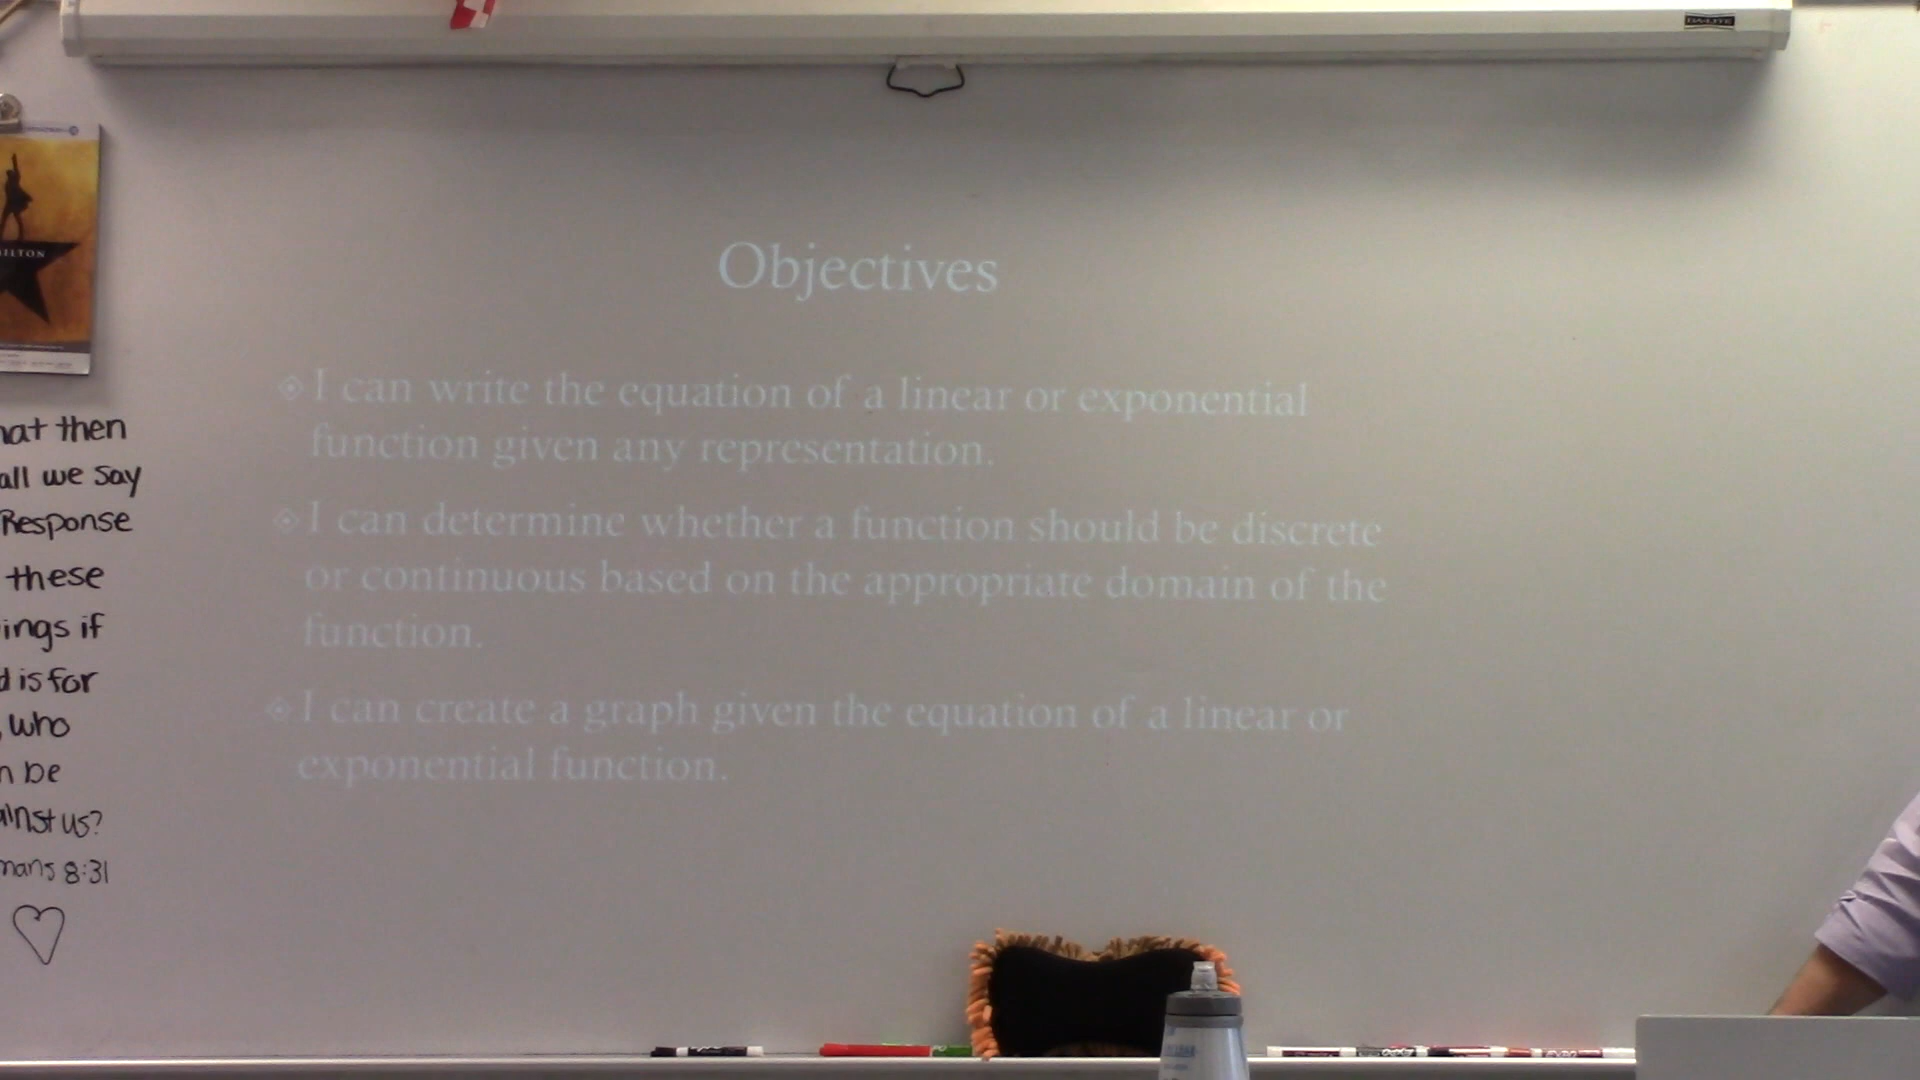 DA-LITE
ILTON
Objectives
I can write the equation of a linear or exponential
function given any representation.
I can determine whether a function should be discrete
or continuous based on the appropriate domain of the
function.
I can create a graph given the equation of a linear or
exponential function.
hat then
all we say
Response
these
ings if
d is for
who
n be
ainst us?
mans 8:31